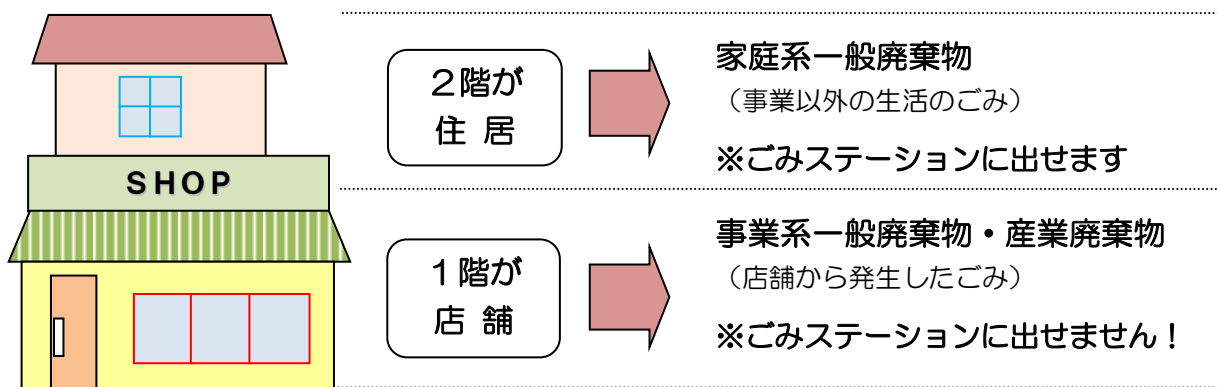 ２階が
住 居
家庭系一般廃棄物
（事業以外の生活のごみ）
※ごみステーションに出せます
SHOP
１階が
店 舗
事業系一般廃棄物・産業廃棄物
（店舗から発生したごみ）
※ごみステーションに出せません！